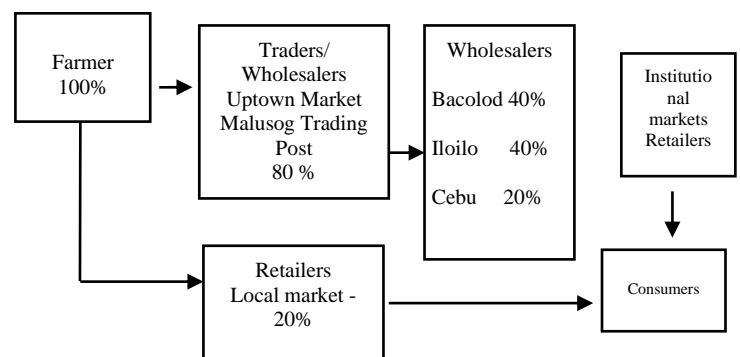 Farmer
100%
Traders/
Wholesalers
Uptown Market
Malusog Trading
Post
80 %
Wholesalers
Bacolod 40%
Iloilo 40%
Cebu 20%
Institutio
nal
markets
Retailers
Retailers
Local market -
20%
Consumers